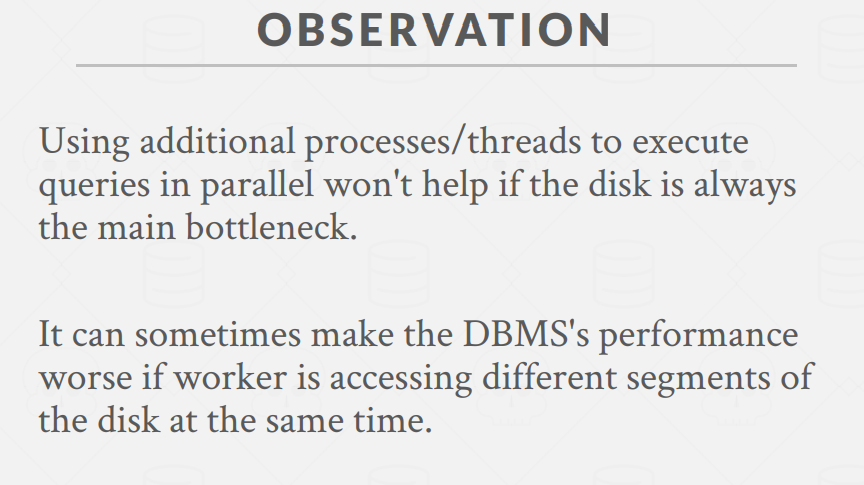 OBSERVATION
Using additional processes/threads to execute
queries in parallel won't help if the disk is always
the main bottleneck.
It can sometimes make the DBMS's performance
worse if worker is accessing different segments of
the disk at the same time.